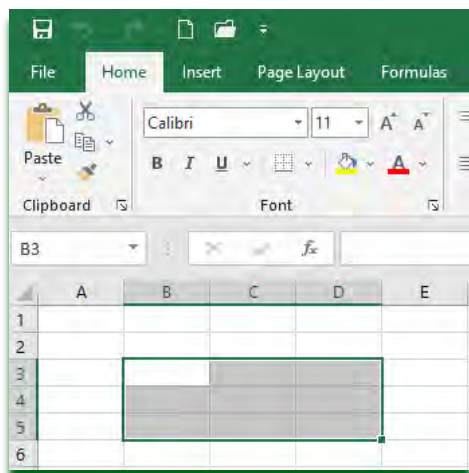 File Home Insert Page Layout Formulas
Calibri 11 A A
Paste B I U A
Clipboard Font
B3 fx
A B C D E
1
2
3
4
5
6